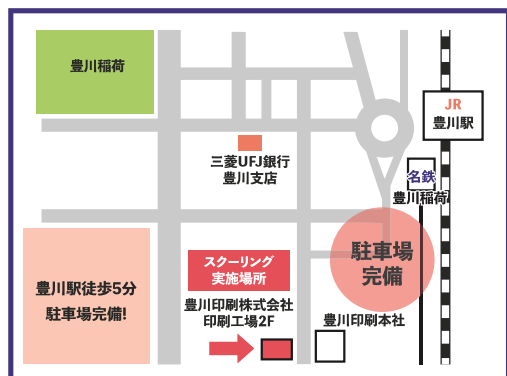 豊川稲荷
JR
豊川駅
三菱UFJ銀行
豊川支店
名鉄
豊川稲荷
駐車場
完備
スクーリング
実施場所
豊川駅徒歩5分
駐車場完備!
豊川印刷株式会社
印刷工場2F
豊川印刷本社